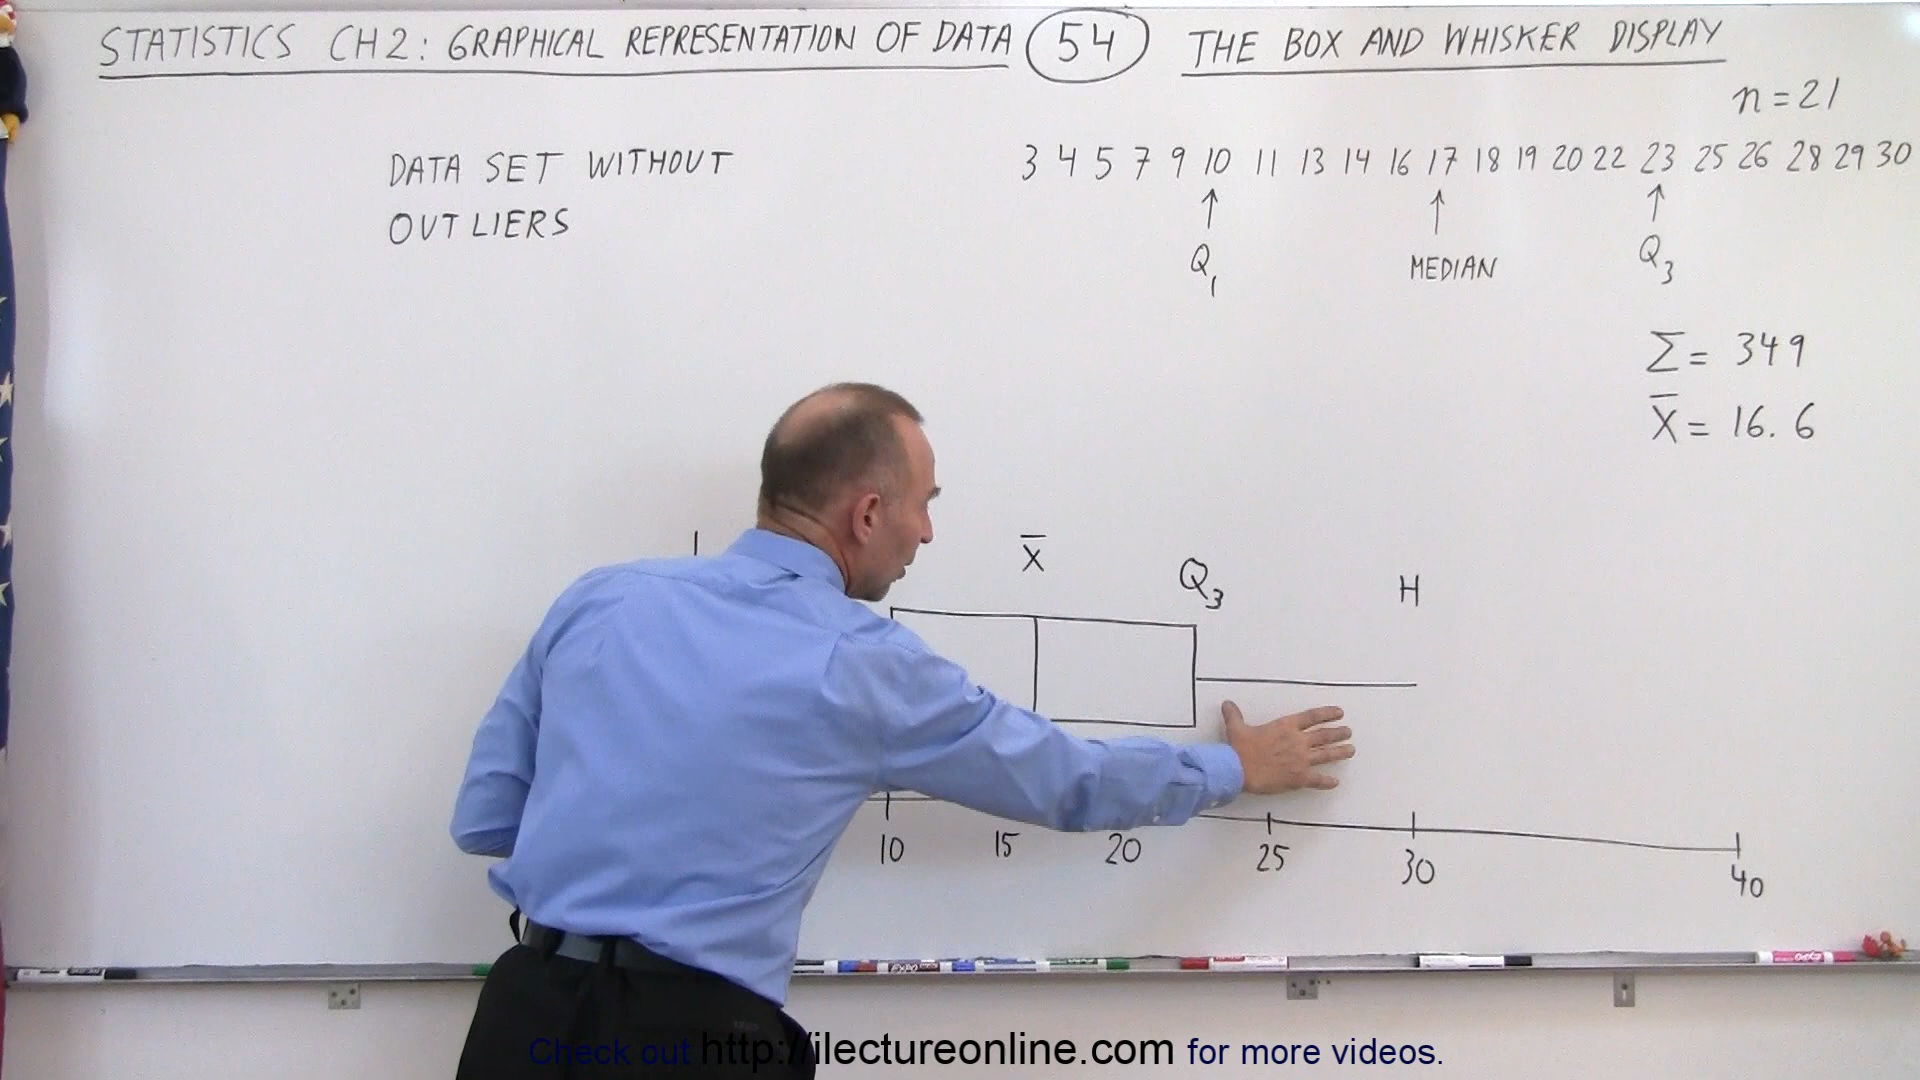 STATISTICS CH2: GRAPHICAL REPRESENTATION OF DATA 54 THE BOX AND WHISKER DISPLAY
n = 21
DATA SET WITHOUT
OUTLIERS
3 4 5 7 9 10 11 13 14 16 17 18 19 20 22 23 25 26 28 29 30
↑ ↑ ↑
Q₁ MEDIAN Q₃
Σ = 349
X̅ = 16.6
X̅ Q₃ H
10 15 20 25 30 40
EXPO
EXPO
Check out http://ilectureonline.com for more videos.